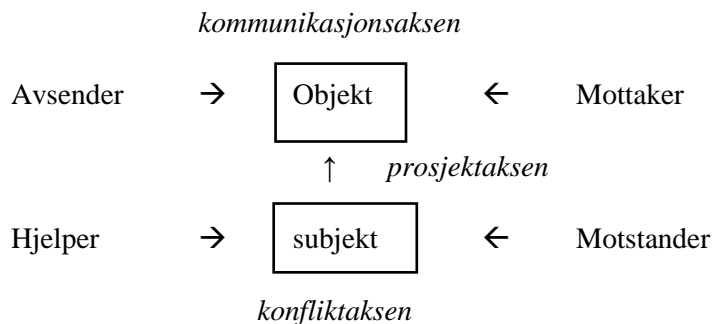 kommunikasjonsaksen
Avsender → Objekt ← Mottaker
↑ prosjektaksen
Hjelper → subjekt ← Motstander
konfliktaksen